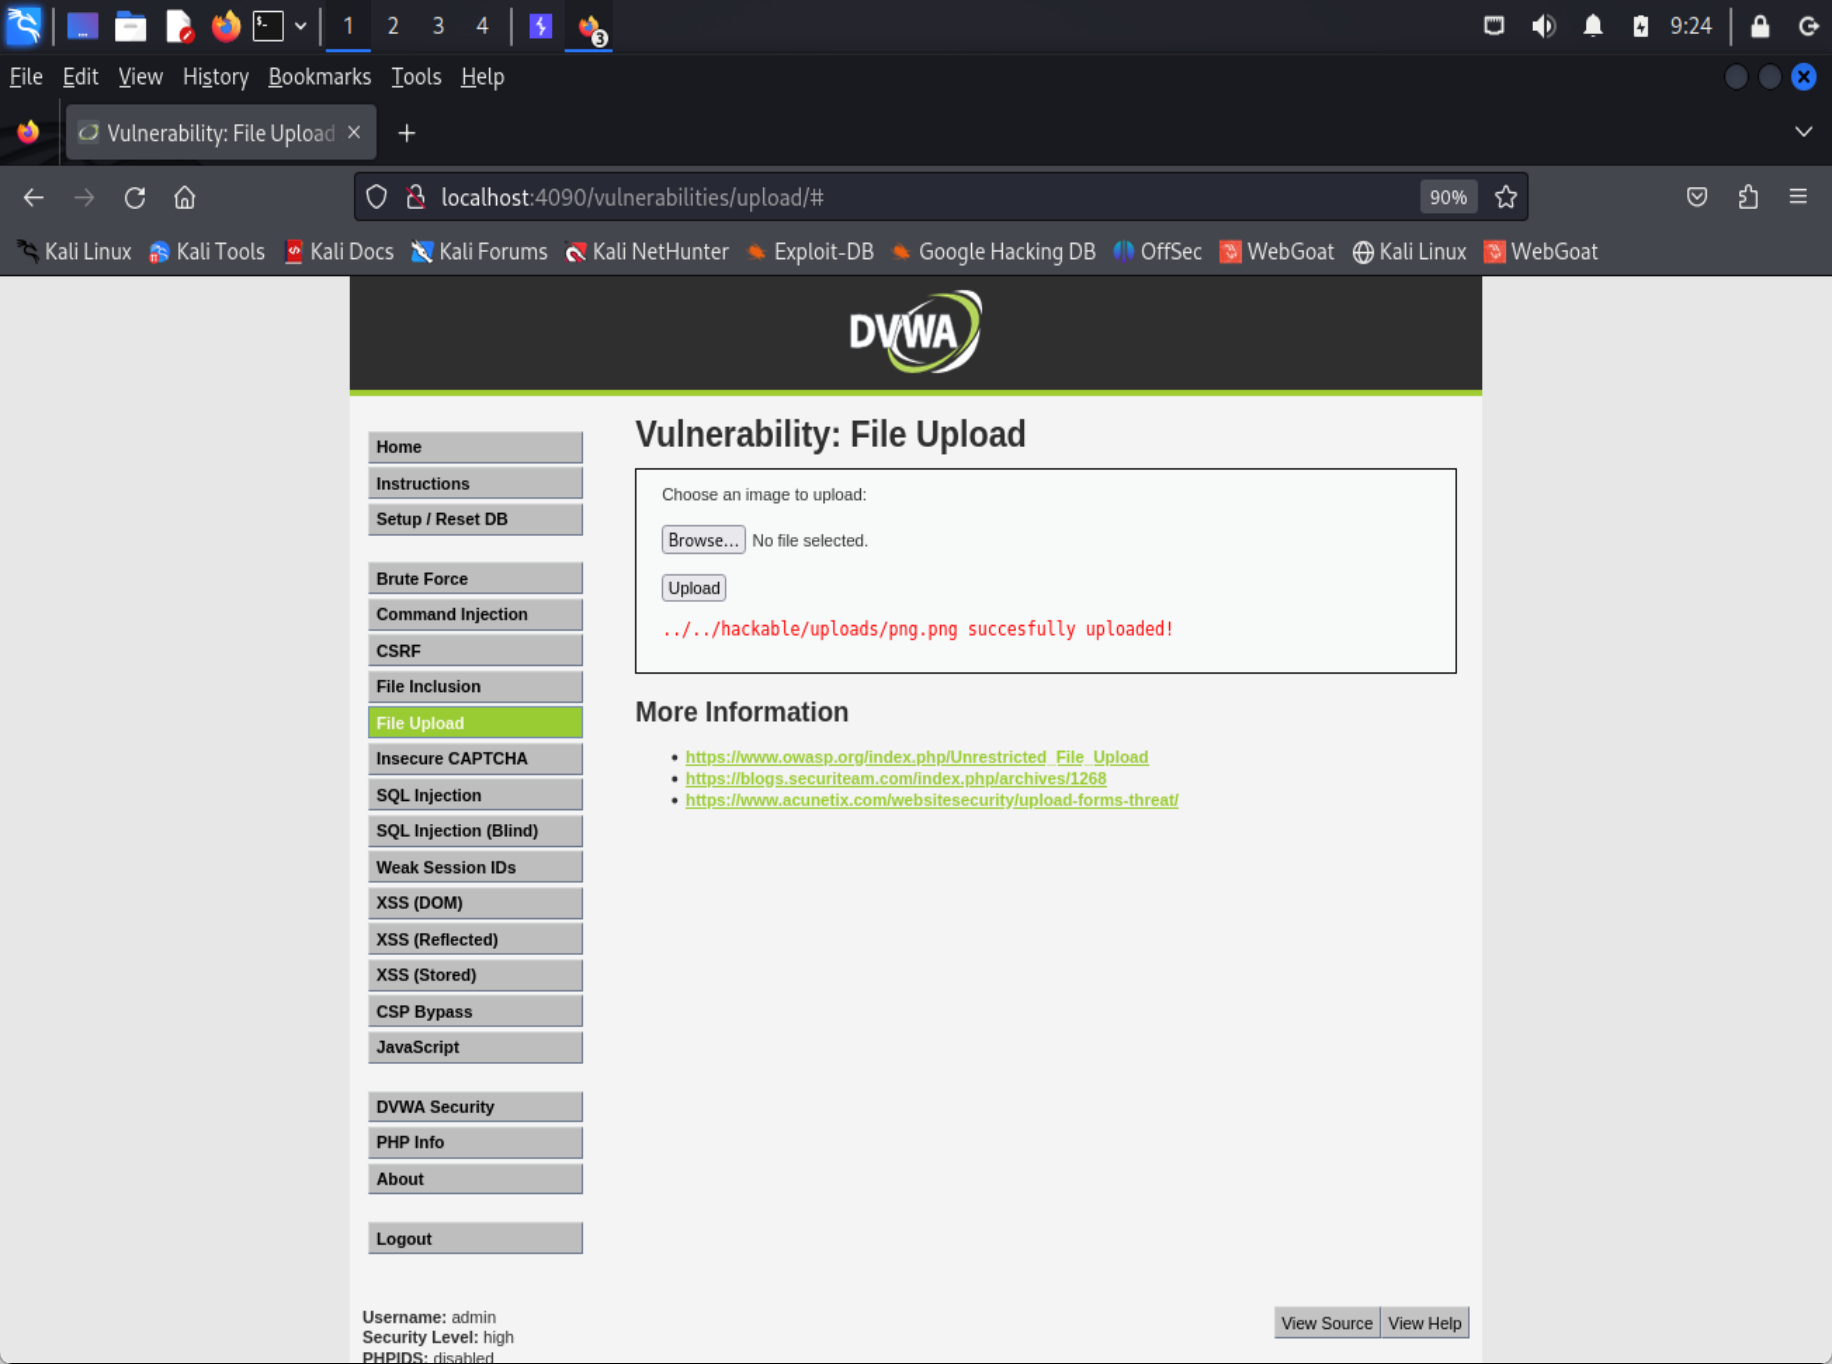 1 2 3 4 3 9:24
File Edit View History Bookmarks Tools Help
Vulnerability: File Upload
localhost:4090/vulnerabilities/upload/# 90%
Kali Linux Kali Tools Kali Docs Kali Forums Kali NetHunter Exploit-DB Google Hacking DB OffSec WebGoat Kali Linux WebGoat
DVWA
Home
Instructions
Setup / Reset DB
Brute Force
Command Injection
CSRF
File Inclusion
File Upload
Insecure CAPTCHA
SQL Injection
SQL Injection (Blind)
Weak Session IDs
XSS (DOM)
XSS (Reflected)
XSS (Stored)
CSP Bypass
JavaScript
DVWA Security
PHP Info
About
Logout
Vulnerability: File Upload
Choose an image to upload:
Browse... No file selected.
Upload
../../hackable/uploads/png.png succesfully uploaded!
More Information
https://www.owasp.org/index.php/Unrestricted_File_Upload
https://blogs.securiteam.com/index.php/archives/1268
https://www.acunetix.com/websitesecurity/upload-forms-threat/
Username: admin
Security Level: high
PHPIDS: disabled
View Source View Help